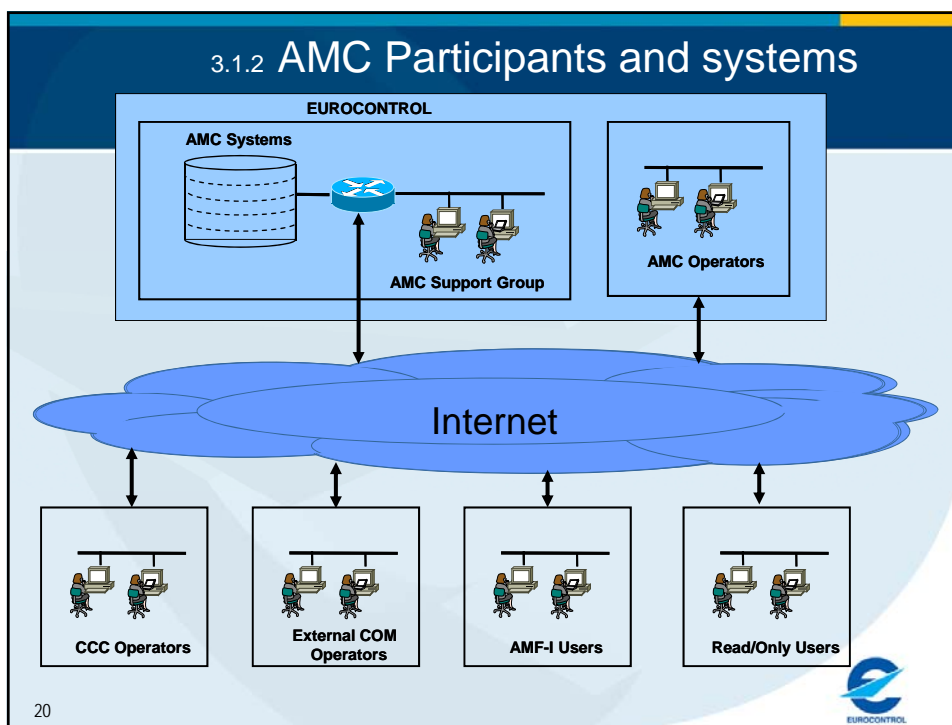 3.1.2 AMC Participants and systems
EUROCONTROL
AMC Systems
AMC Support Group
AMC Operators
Internet
CCC Operators
External COM
Operators
AMF-I Users
Read/Only Users
20
EUROCONTROL